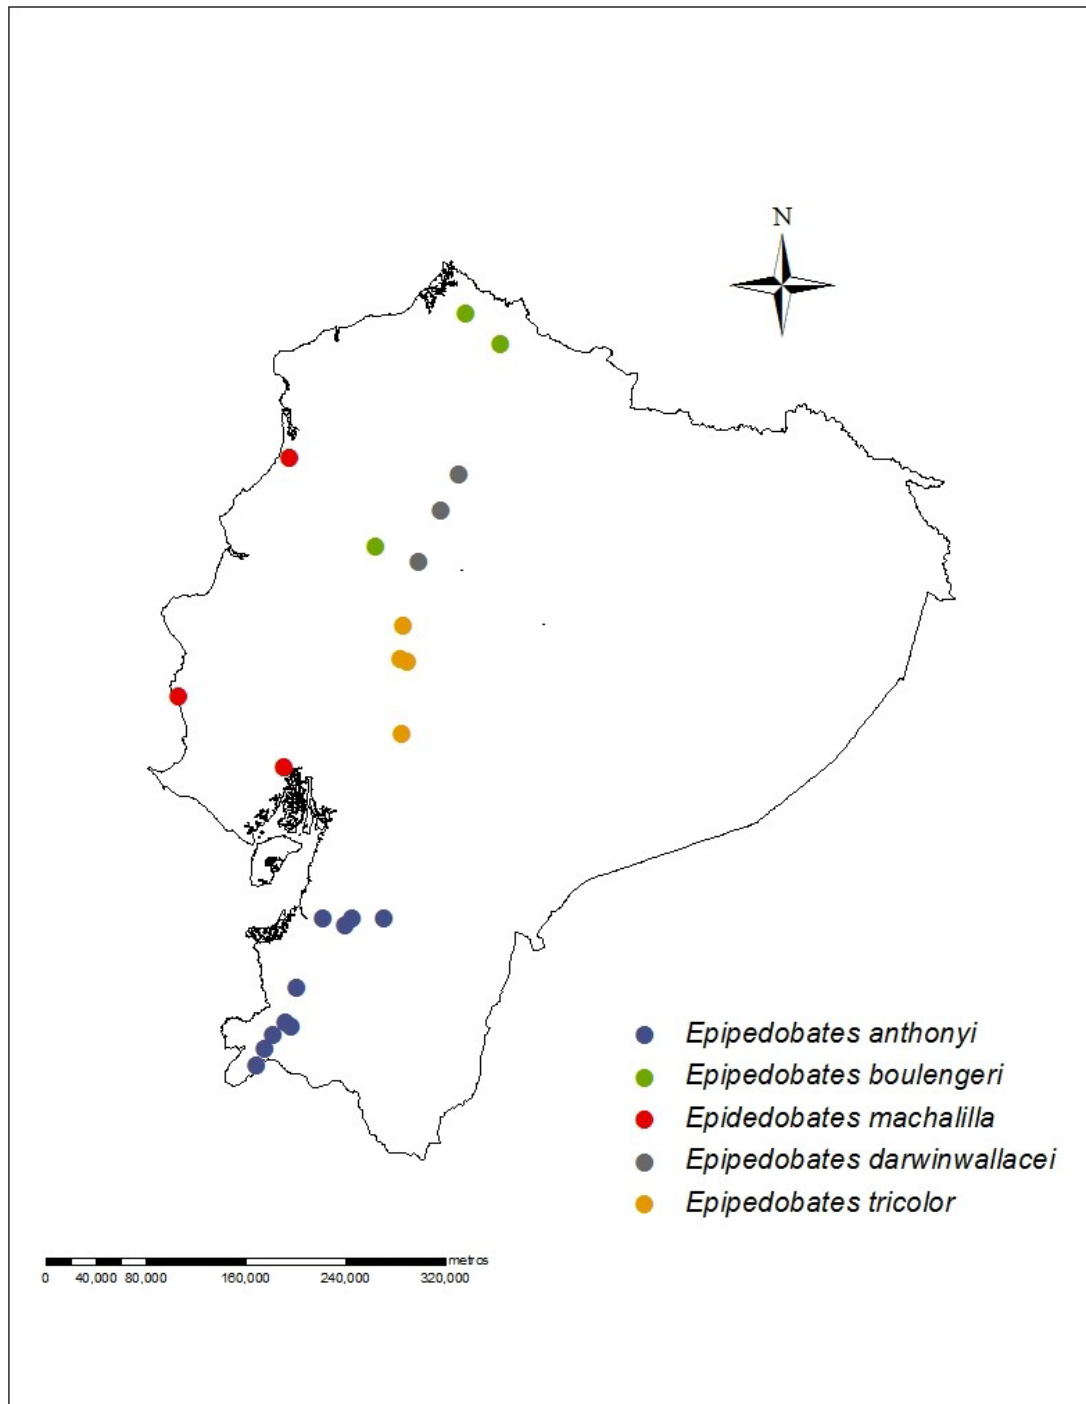 N
Epipedobates anthonyi
Epipedobates boulengeri
Epidedobates machalilla
Epipedobates darwinwallacei
Epipedobates tricolor
metros
0 40,000 80,000 160,000 240,000 320,000